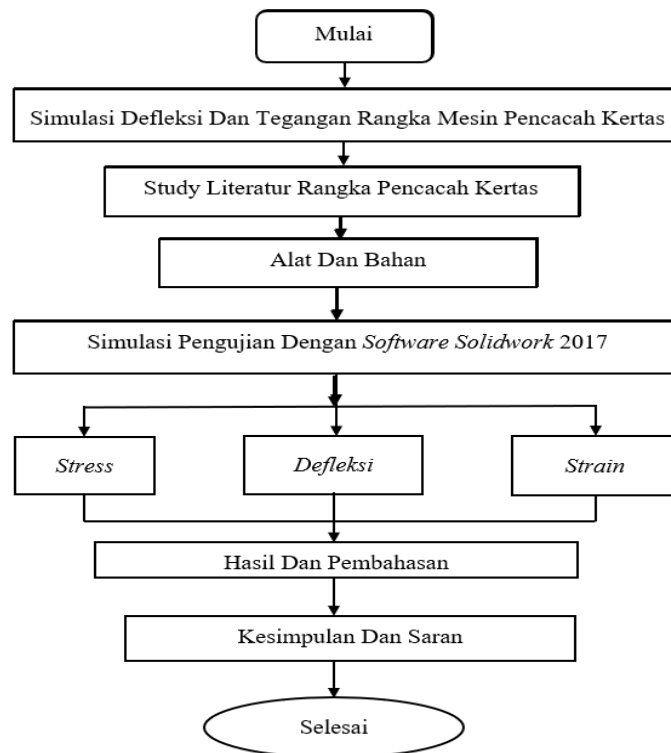 Mulai
Simulasi Defleksi Dan Tegangan Rangka Mesin Pencacah Kertas
Study Literatur Rangka Pencacah Kertas
Alat Dan Bahan
Simulasi Pengujian Dengan Software Solidwork 2017
Stress
Defleksi
Strain
Hasil Dan Pembahasan
Kesimpulan Dan Saran
Selesai